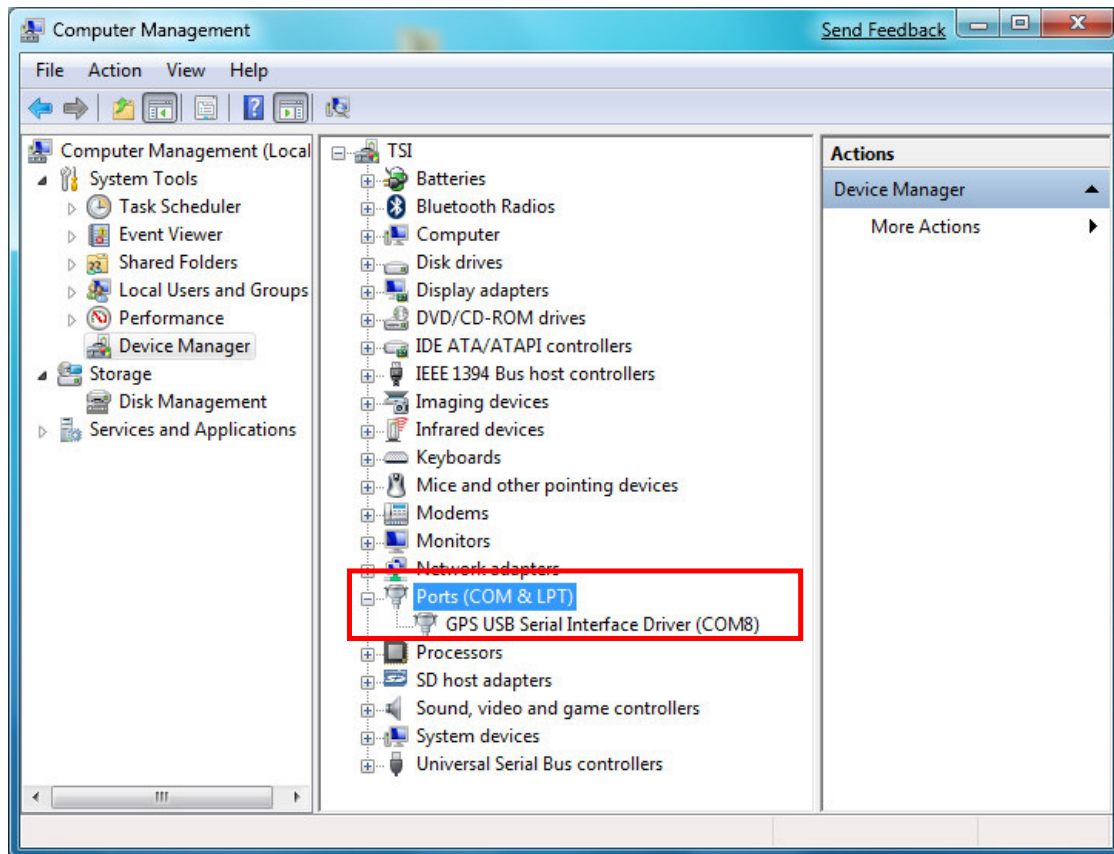 Computer Management
Send Feedback
File Action View Help
Computer Management (Local
System Tools
Task Scheduler
Event Viewer
Shared Folders
Local Users and Groups
Performance
Device Manager
Storage
Disk Management
Services and Applications
TSI
Batteries
Bluetooth Radios
Computer
Disk drives
Display adapters
DVD/CD-ROM drives
IDE ATA/ATAPI controllers
IEEE 1394 Bus host controllers
Imaging devices
Infrared devices
Keyboards
Mice and other pointing devices
Modems
Monitors
Network adapters
Ports (COM & LPT)
GPS USB Serial Interface Driver (COM8)
Processors
SD host adapters
Sound, video and game controllers
System devices
Universal Serial Bus controllers
Actions
Device Manager
More Actions